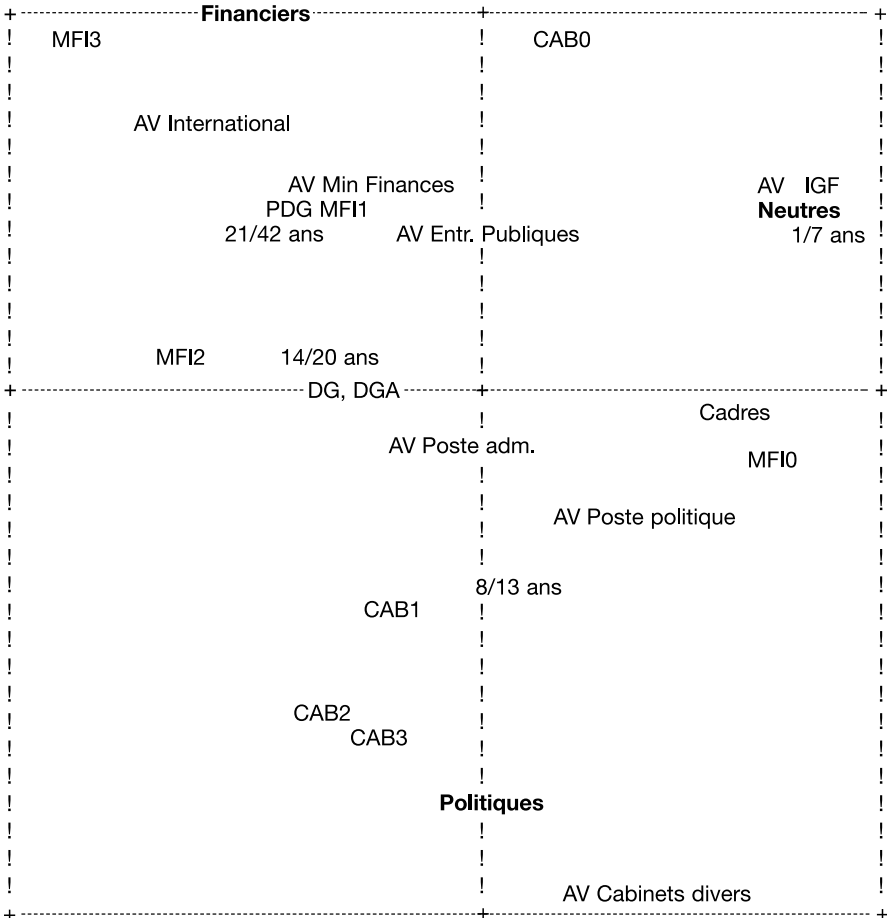 Financiers
MFI3 CAB0
AV International
AV Min Finances AV IGF
PDG MFI1 Neutres
21/42 ans AV Entr. Publiques 1/7 ans
MFI2 14/20 ans
DG, DGA
Cadres
AV Poste adm.
MFI0
AV Poste politique
8/13 ans
CAB1
CAB2
CAB3
Politiques
AV Cabinets divers